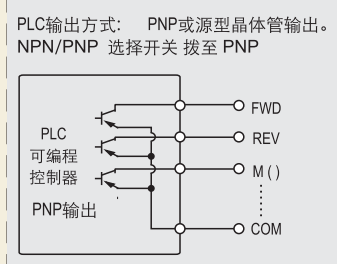 PLC输出方式: PNP或源型晶体管输出。
NPN/PNP 选择开关 拨至 PNP
FWD
PLC
REV
可编程
控制器
M ( )
PNP输出
COM